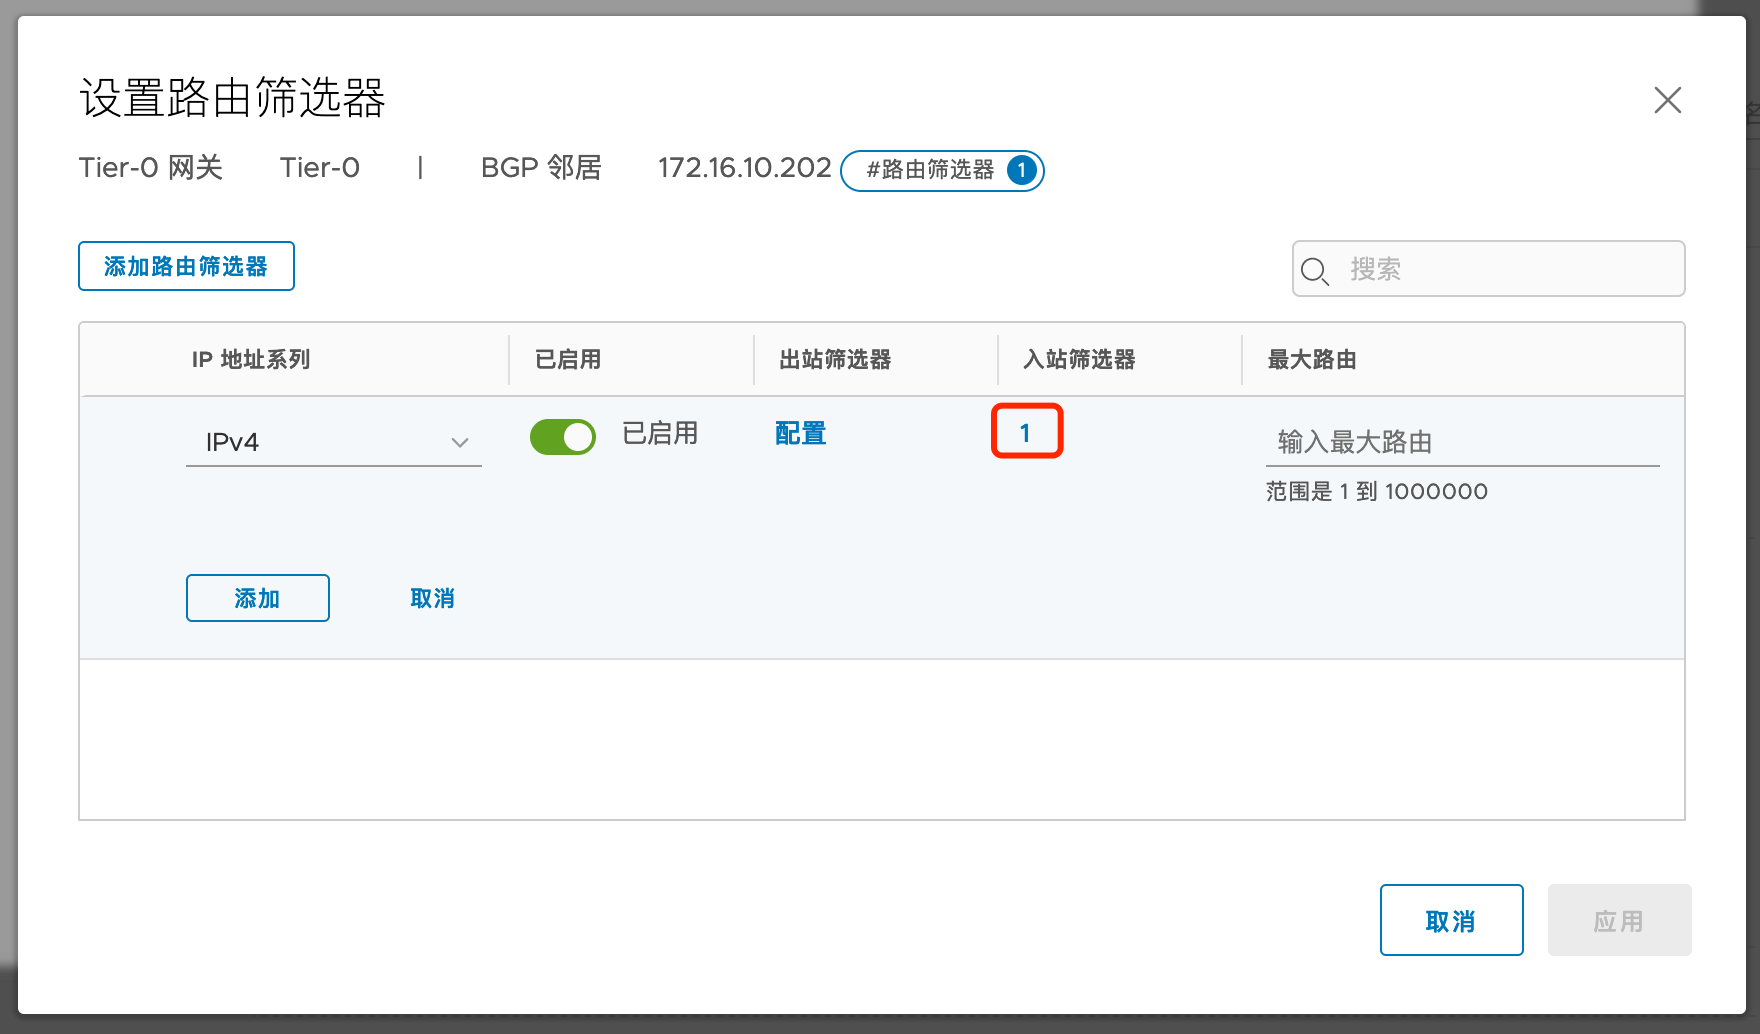 设置路由筛选器
Tier-0 网关 Tier-0 | BGP 邻居 172.16.10.202 #路由筛选器 1
添加路由筛选器
搜索
IP 地址系列 已启用 出站筛选器 入站筛选器 最大路由
IPv4 已启用 配置 1 输入最大路由
范围是 1 到 1000000
添加 取消
取消 应用